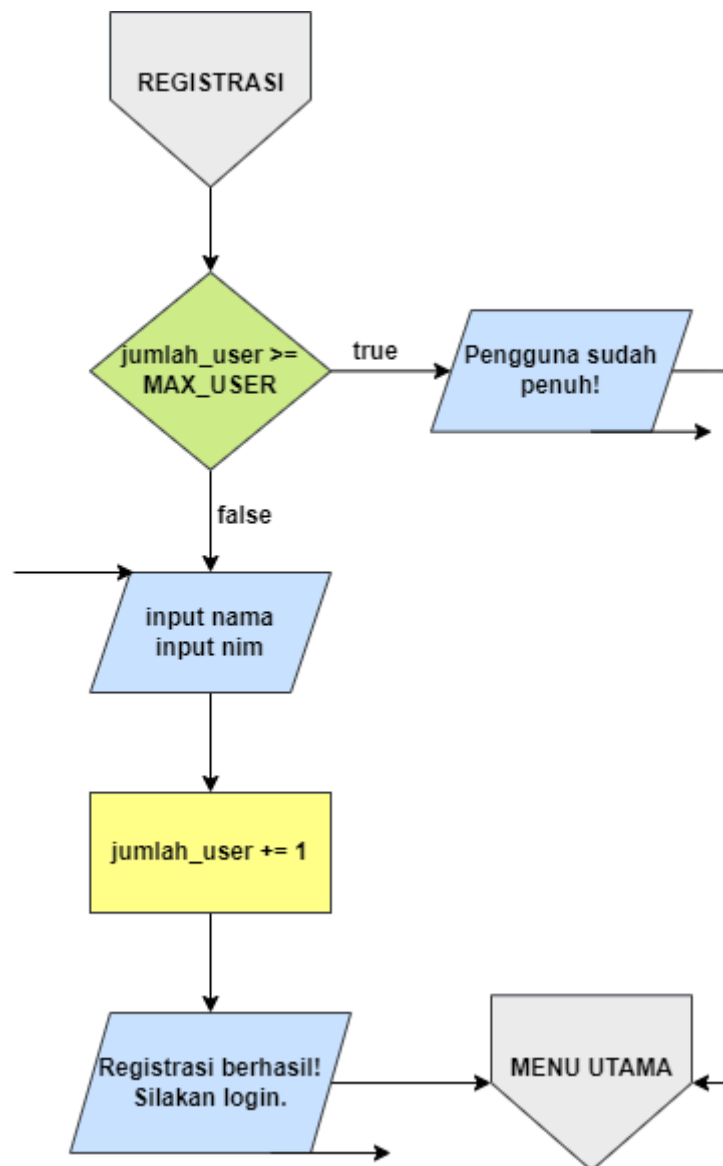 REGISTRASI
jumlah_user >=
MAX_USER
true
Pengguna sudah
penuh!
false
input nama
input nim
jumlah_user += 1
Registrasi berhasil!
Silakan login.
MENU UTAMA